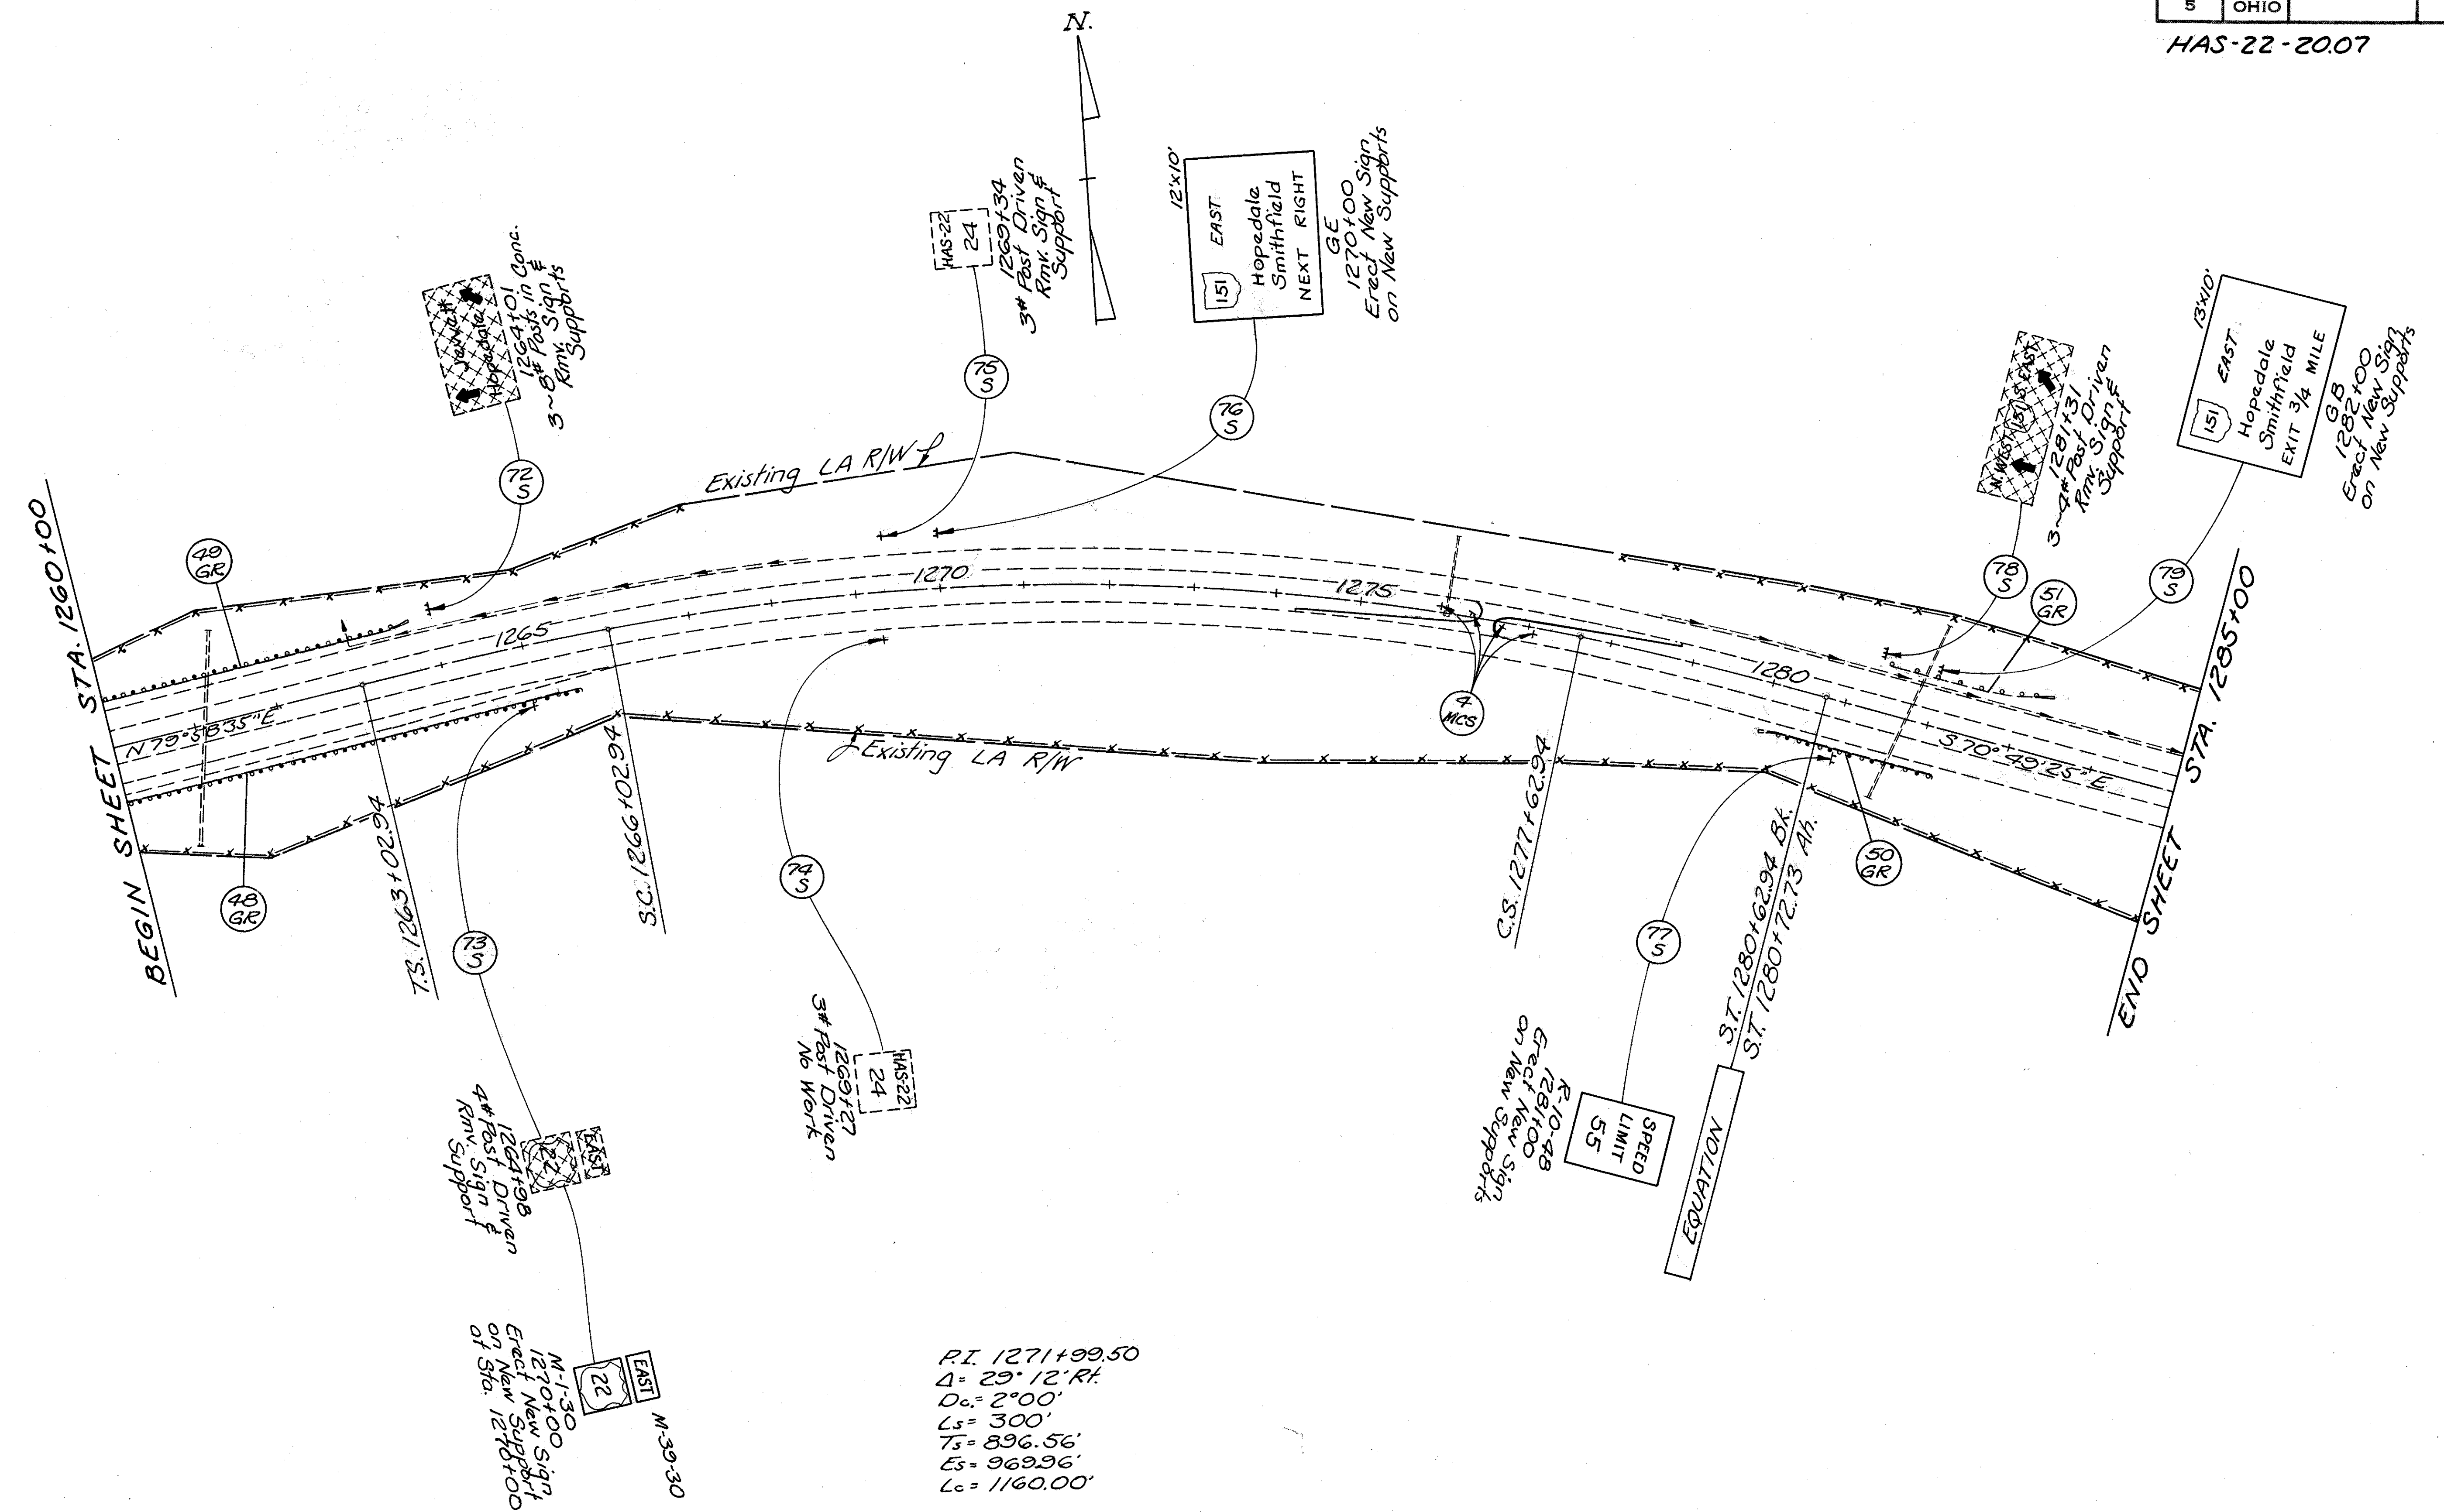 5 OHIO
HAS-22-20.07
N.
Hopedale
1264+01
3~8# Posts in Conc.
Rmv. Sign &
Supports
72
S
HAS-22
24
1269+34
3# Post Driven
Rmv. Sign &
Support
75
S
12'x10'
151 EAST
Hopedale
Smithfield
NEXT RIGHT
GE
1270+00
Erect New Sign
on New Supports
76
S
N. WEST 151 S. EAST
1281+31
3~4# Post Driven
Rmv. Sign &
Support
78
S
13'x10'
151 EAST
Hopedale
Smithfield
EXIT 3/4 MILE
GB
1282+00
Erect New Sign
on New Supports
79
S
51
GR
49
GR
Existing LA R/W
BEGIN SHEET STA. 1260+00
N79°58'35"E
1265
1270
1275
1280
S70°49'25"E
END SHEET STA. 1285+00
Existing LA R/W
48
GR
T.S. 1263+02.94
S.C. 1266+02.94
4
MCS
C.S. 1277+62.94
S.T. 1280+62.94 Bk.
S.T. 1280+72.73 Ah.
EQUATION
50
GR
73
S
EAST
22
1264+98
4# Post Driven
Rmv. Sign &
Support
EAST
22
M-39-30
M-1-30
1270+00
Erect New Sign
on New Support
at Sta. 1270+00
74
S
HAS-22
24
1269+27
3# Post Driven
No Work
77
S
SPEED
LIMIT
55
R-10-48
1281+00
Erect New Sign
on New Supports
P.I. 1271+99.50
Δ= 29° 12' Rt.
Dc.= 2°00'
Ls= 300'
Ts= 896.56'
Es= 969.96'
Lc= 1160.00'